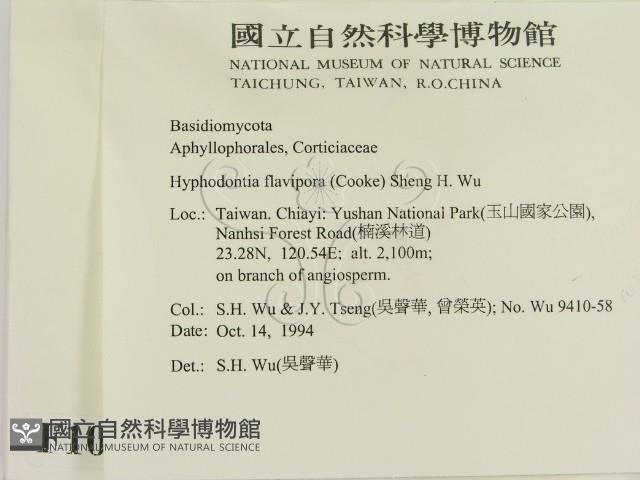 國立自然科學博物館
NATIONAL MUSEUM OF NATURAL SCIENCE
TAICHUNG, TAIWAN, R.O.CHINA
Basidiomycota
Aphyllophorales, Corticiaceae
Hyphodontia flavipora (Cooke) Sheng H. Wu
Loc.: Taiwan. Chiayi: Yushan National Park(玉山國家公園),
Nanhsi Forest Road(楠溪林道)
23.28N, 120.54E; alt. 2,100m;
on branch of angiosperm.
Col.: S.H. Wu & J.Y. Tseng(吳聲華, 曾榮英); No. Wu 9410-58
Date: Oct. 14, 1994
Det.: S.H. Wu(吳聲華)
國立自然科學博物館
NATIONAL MUSEUM OF NATURAL SCIENCE